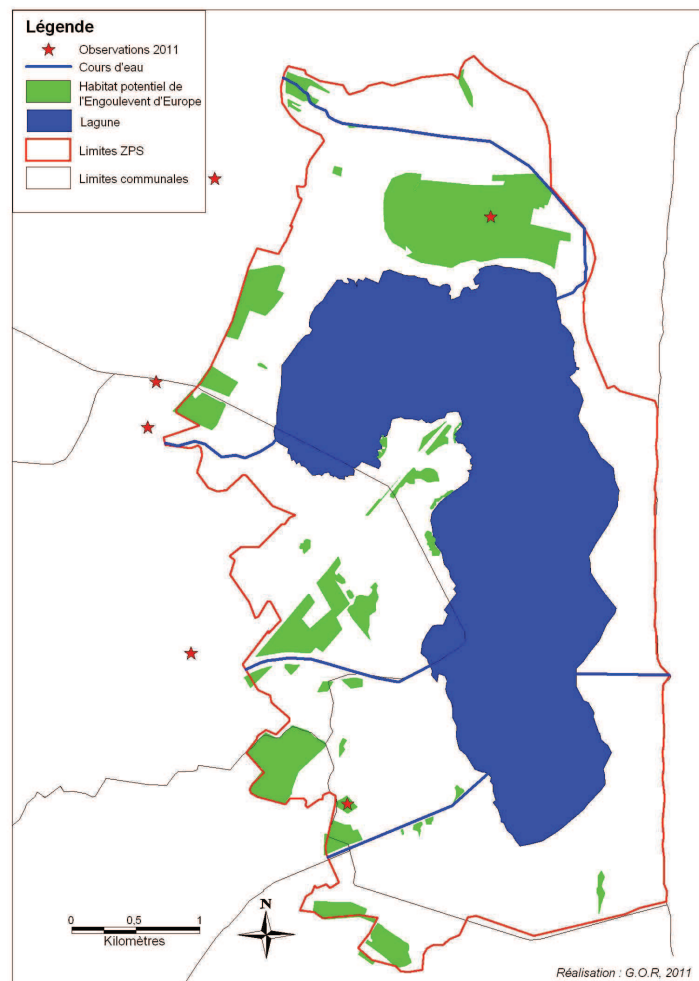 Légende
Observations 2011
Cours d'eau
Habitat potentiel de
l'Engoulevent d'Europe
Lagune
Limites ZPS
Limites communales
N
0 0,5 1
Kilomètres
Réalisation : G.O.R, 2011